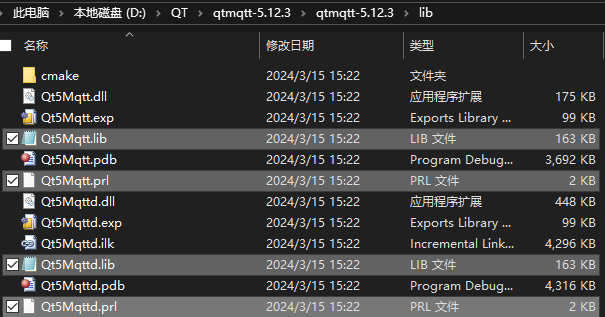 此电脑 > 本地磁盘 (D:) > QT > qtmqtt-5.12.3 > qtmqtt-5.12.3 > lib
名称 修改日期 类型 大小
cmake 2024/3/15 15:22 文件夹
Qt5Mqtt.dll 2024/3/15 15:22 应用程序扩展 175 KB
Qt5Mqtt.exp 2024/3/15 15:22 Exports Library ... 99 KB
Qt5Mqtt.lib 2024/3/15 15:22 LIB 文件 163 KB
Qt5Mqtt.pdb 2024/3/15 15:22 Program Debug... 3,692 KB
Qt5Mqtt.prl 2024/3/15 15:22 PRL 文件 2 KB
Qt5Mqttd.dll 2024/3/15 15:22 应用程序扩展 448 KB
Qt5Mqttd.exp 2024/3/15 15:22 Exports Library ... 99 KB
Qt5Mqttd.ilk 2024/3/15 15:22 Incremental Link... 4,296 KB
Qt5Mqttd.lib 2024/3/15 15:22 LIB 文件 163 KB
Qt5Mqttd.pdb 2024/3/15 15:22 Program Debug... 4,316 KB
Qt5Mqttd.prl 2024/3/15 15:22 PRL 文件 2 KB